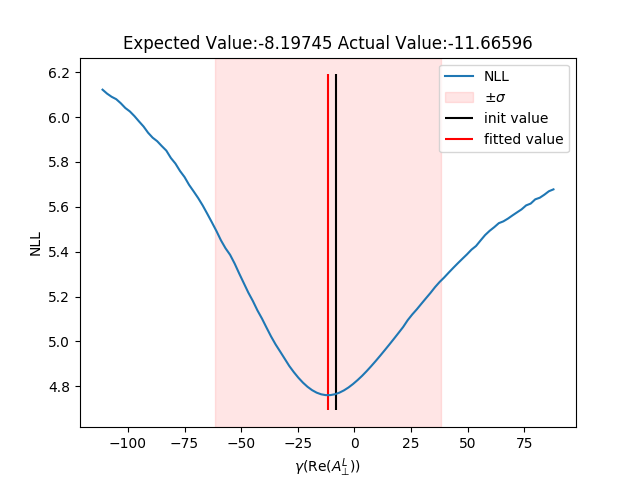 Expected Value:-8.19745 Actual Value:-11.66596
NLL
±σ
init value
fitted value
6.2
6.0
5.8
5.6
5.4
5.2
5.0
4.8
NLL
−100 −75 −50 −25 0 25 50 75
γ(Re(A_⊥^L))